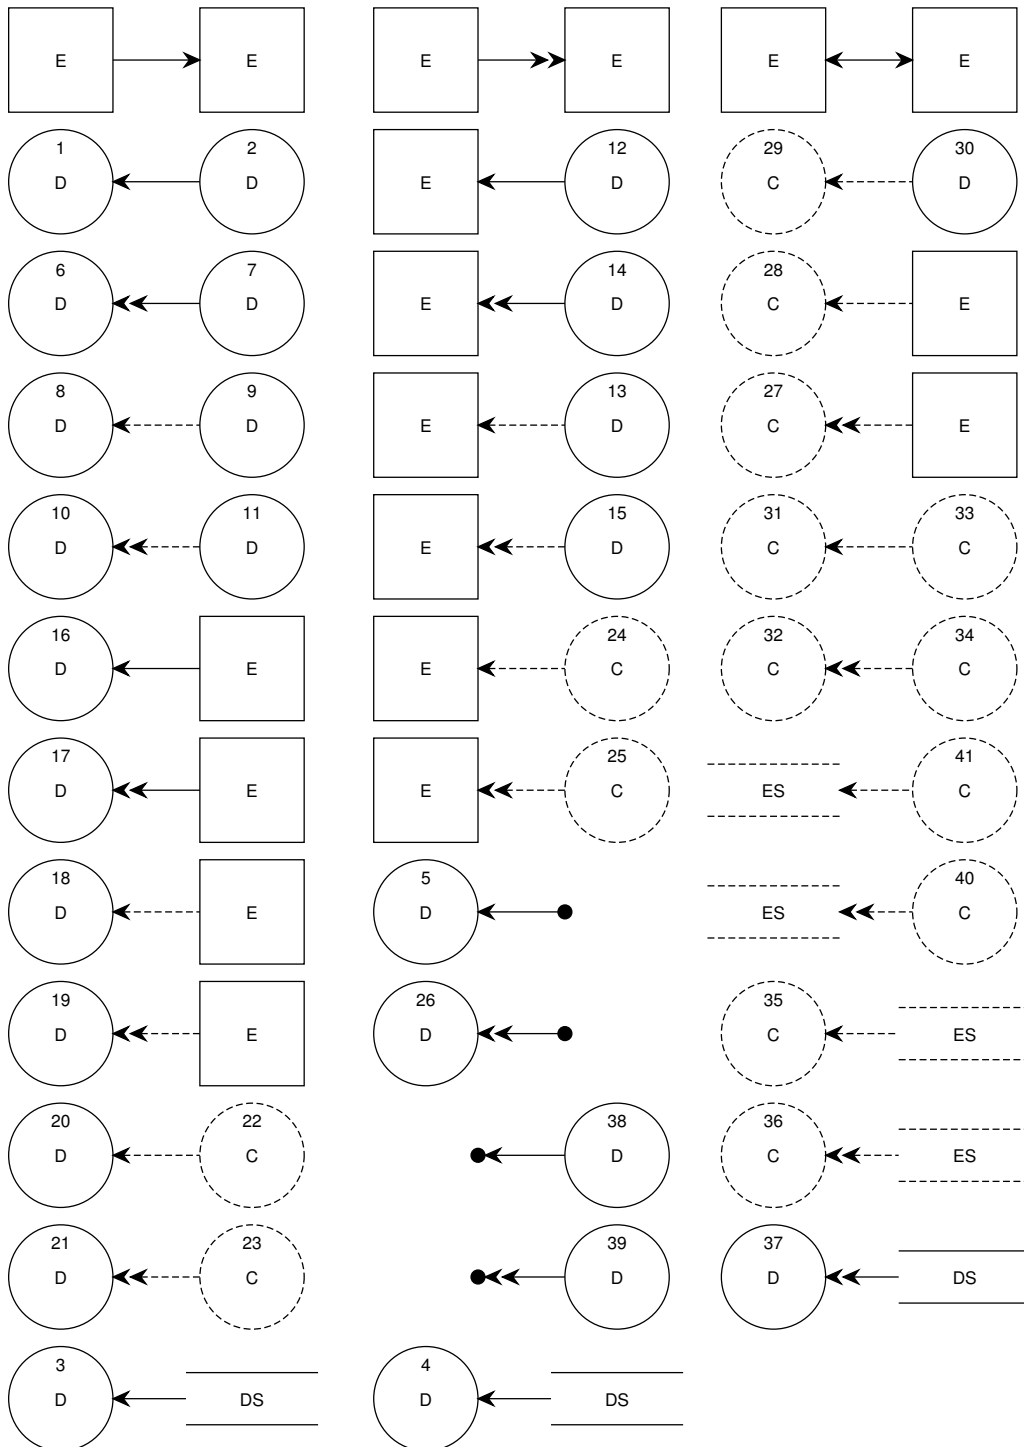 E E E E E E
1 2 12 29 30
D D E D C D
6 7 14 28
D D E D C E
8 9 13 27
D D E D C E
10 11 15 31 33
D D E D C C
16 24 32 34
D E E C C C
17 25 41
D E E C ES C
18 5 40
D E D ES C
19 26 35
D E D C ES
20 22 38 36
D C D C ES
21 23 39 37
D C D D DS
3 4
D DS D DS